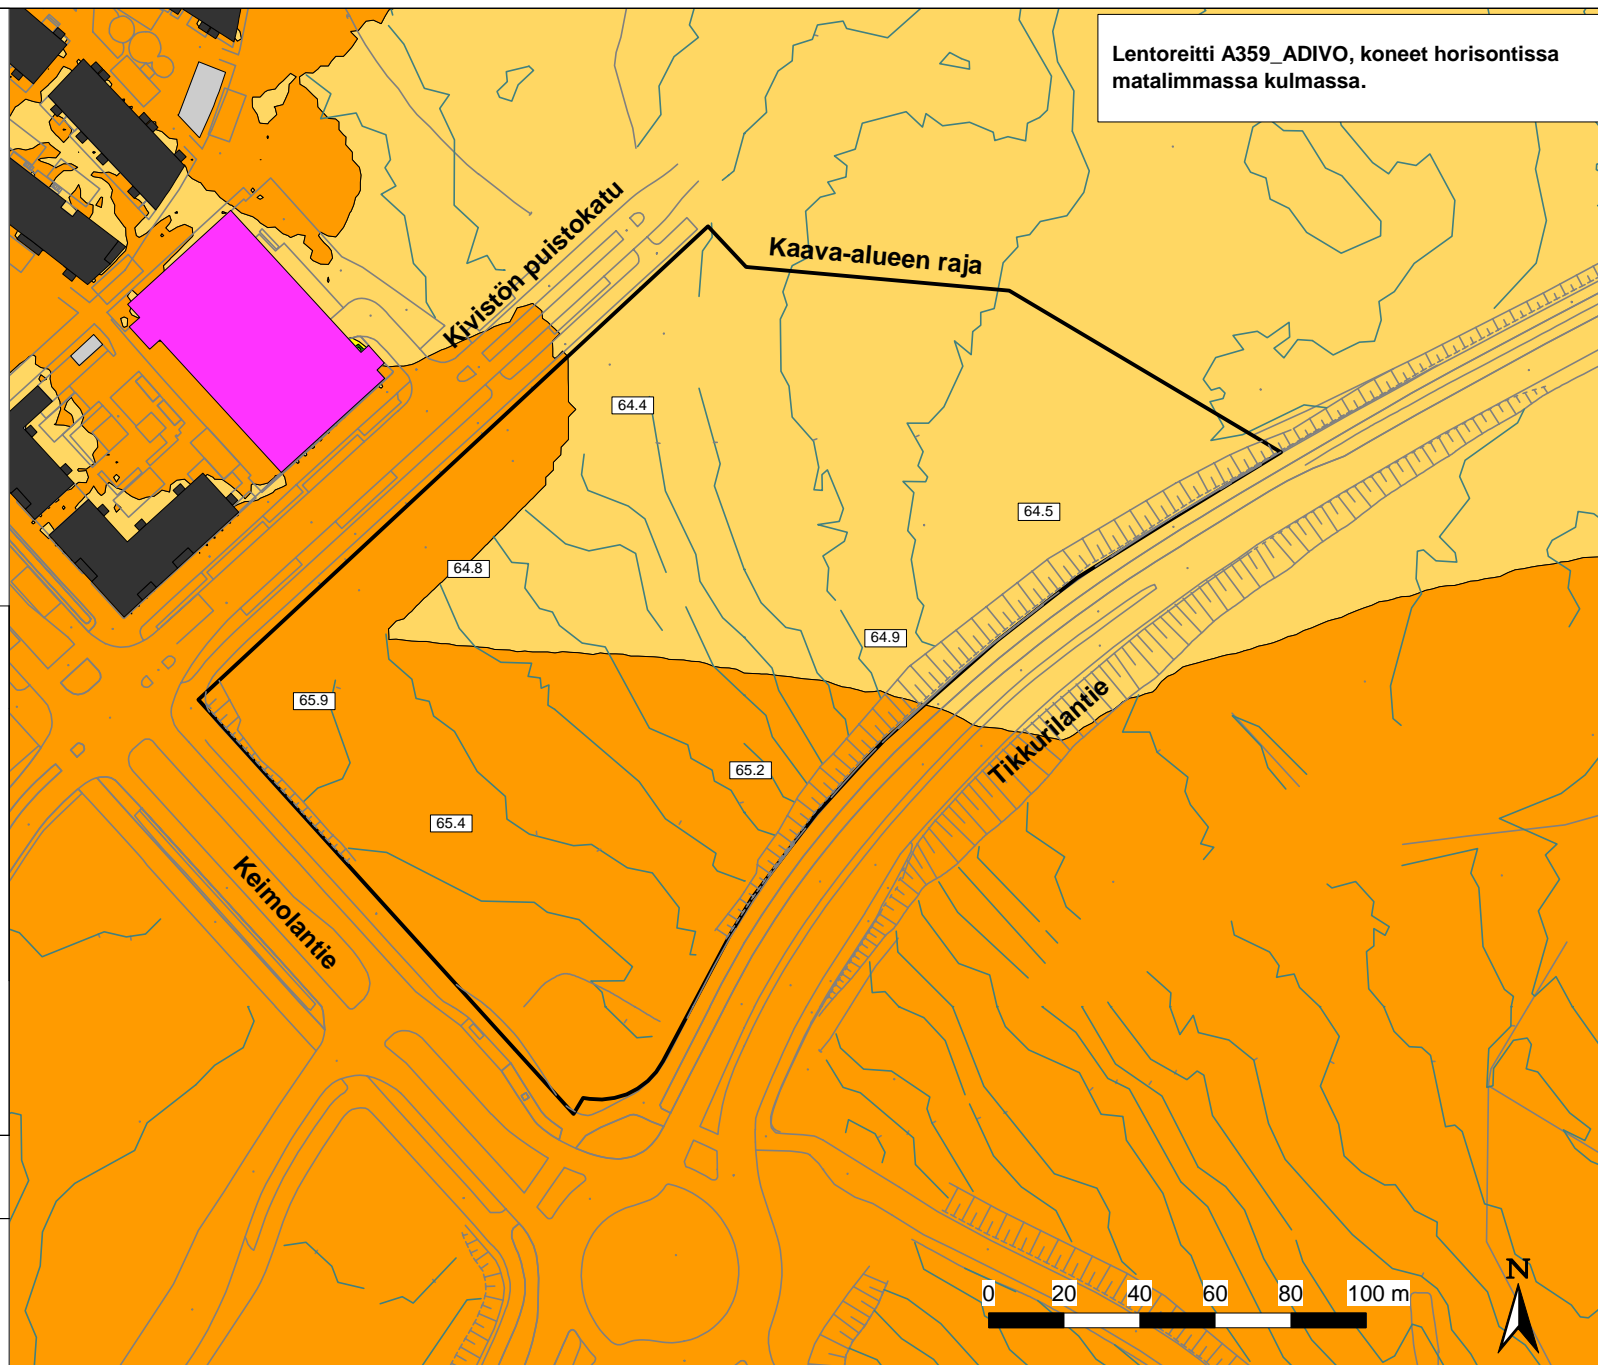 Lentoreitti A359_ADIVO, koneet horisontissa
matalimmassa kulmassa.
Kivistön puistokatu
Kaava-alueen raja
64.4
64.5
64.8
64.9
65.9
65.2
Tikkurilantie
65.4
Keimolantie
N
0 20 40 60 80 100 m